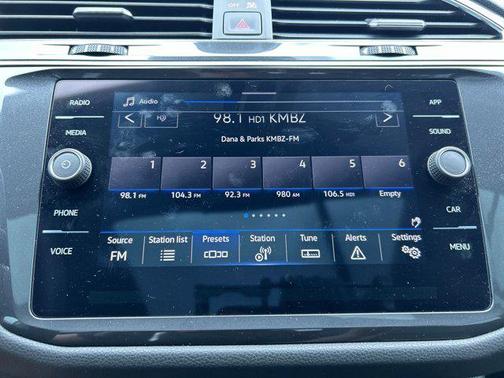 OFF
RADIO
MEDIA
PHONE
VOICE
Audio
98.1 HD1 KMBZ
Dana & Parks KMBZ-FM
1 2 3 4 5 6
98.1 FM 104.3 FM 92.3 FM 980 AM 106.5 HD1 Empty
Source Station list Presets Station Tune Alerts Settings
FM
APP
SOUND
CAR
MENU